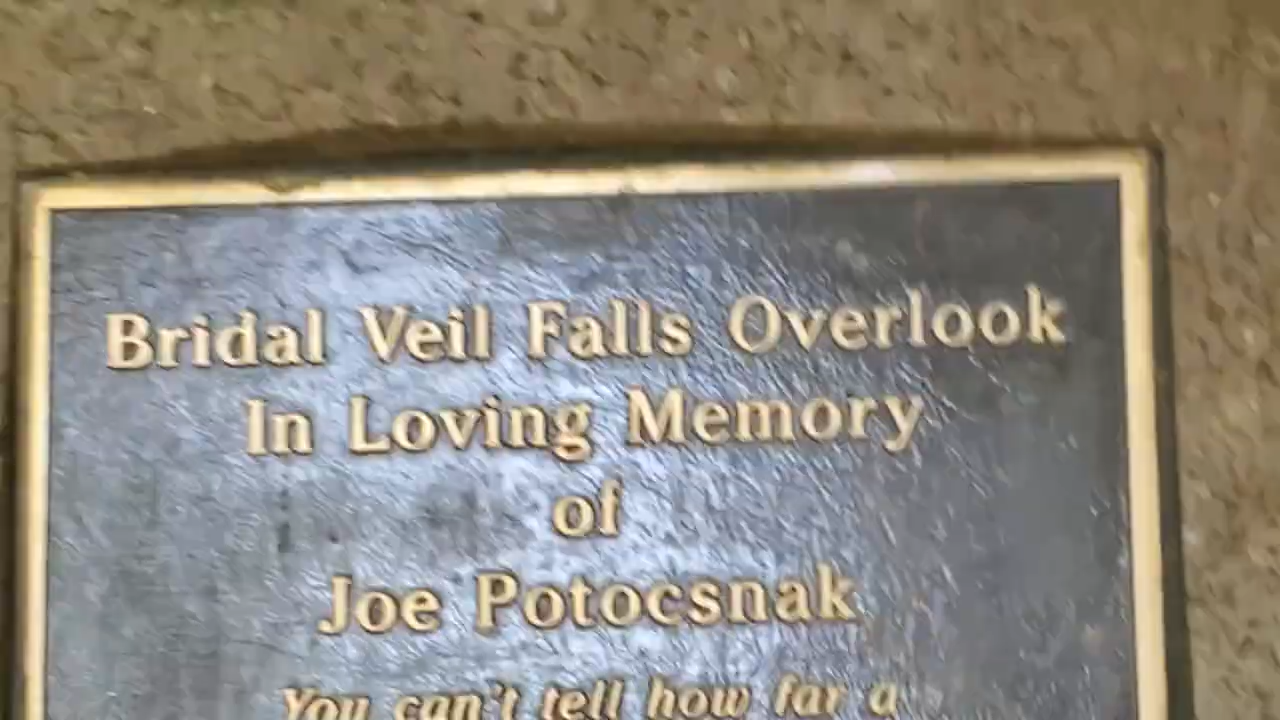 Bridal Veil Falls Overlook
In Loving Memory
of
Joe Potocsnak
You can't tell how far a